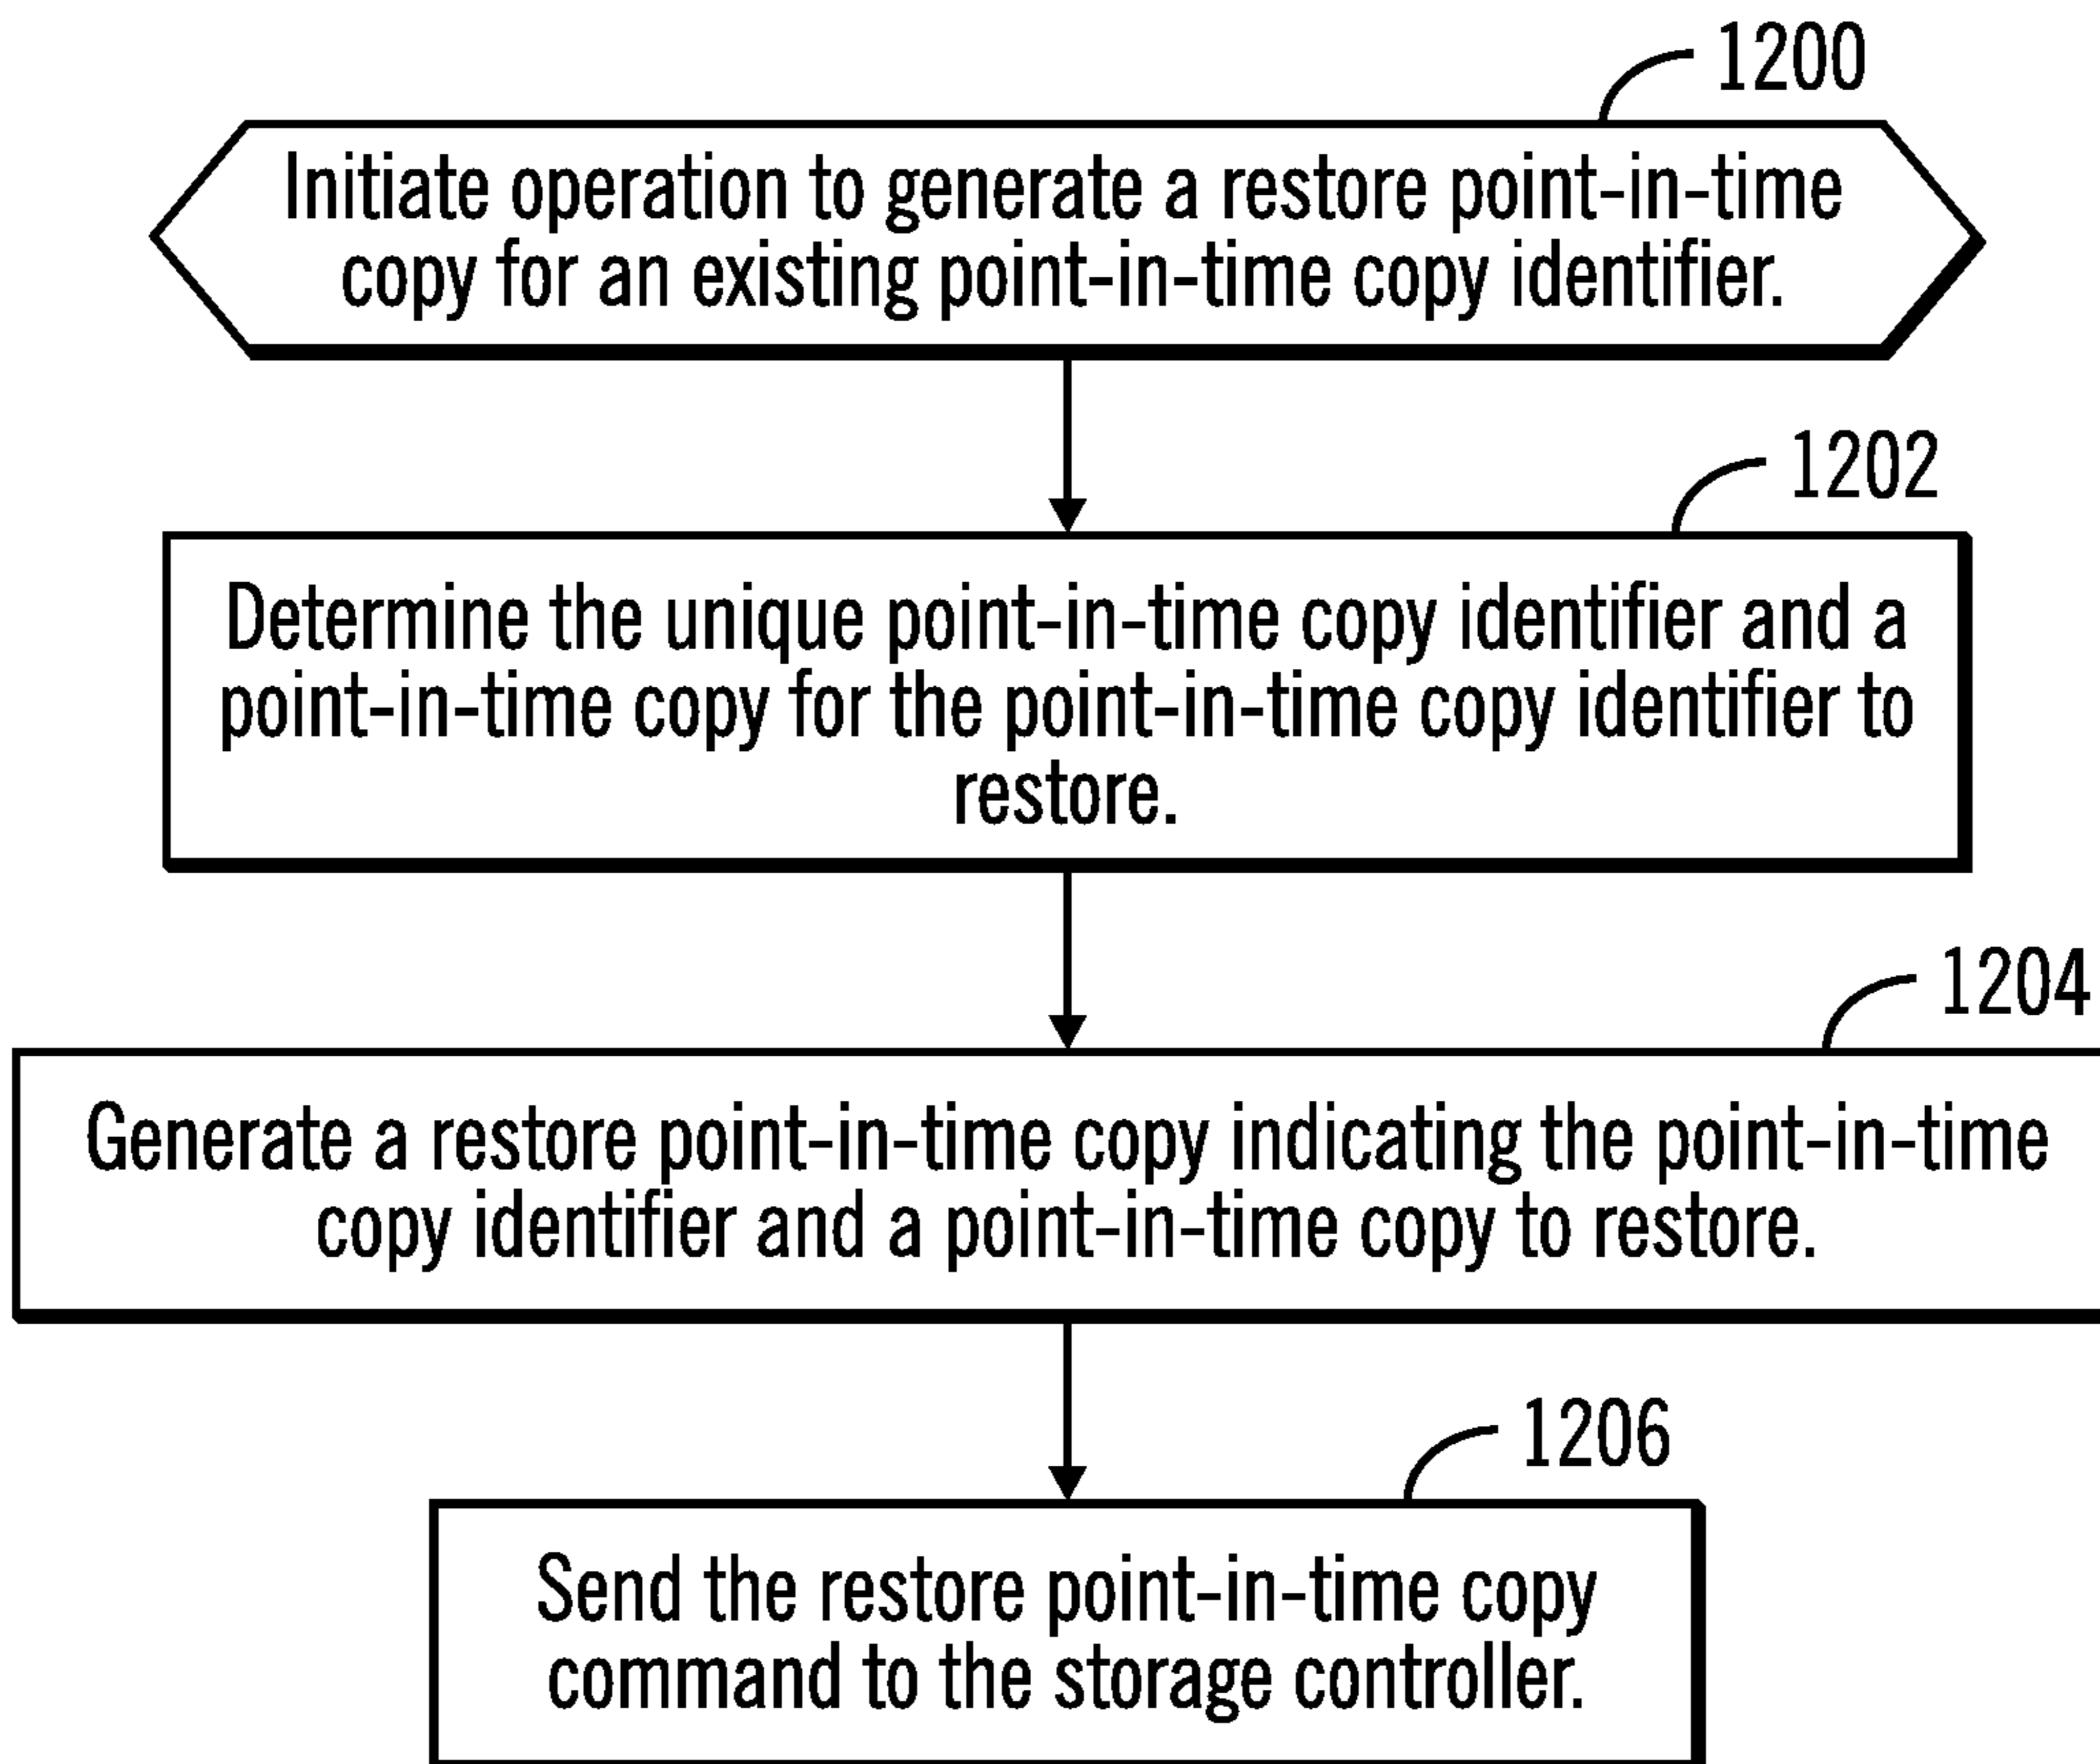 1200
Initiate operation to generate a restore point-in-time
copy for an existing point-in-time copy identifier.
1202
Determine the unique point-in-time copy identifier and a
point-in-time copy for the point-in-time copy identifier to
restore.
1204
Generate a restore point-in-time copy indicating the point-in-time
copy identifier and a point-in-time copy to restore.
1206
Send the restore point-in-time copy
command to the storage controller.